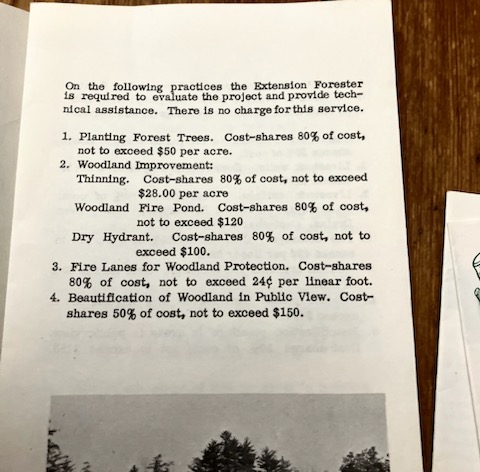 On the following practices the Extension Forester
is required to evaluate the project and provide tech-
nical assistance. There is no charge for this service.
1. Planting Forest Trees. Cost-shares 80% of cost,
not to exceed $50 per acre.
2. Woodland Improvement:
Thinning. Cost-shares 80% of cost, not to exceed
$28.00 per acre
Woodland Fire Pond. Cost-shares 80% of cost,
not to exceed $120
Dry Hydrant. Cost-shares 80% of cost, not to
exceed $100.
3. Fire Lanes for Woodland Protection. Cost-shares
80% of cost, not to exceed 24¢ per linear foot.
4. Beautification of Woodland in Public View. Cost-
shares 50% of cost, not to exceed $150.